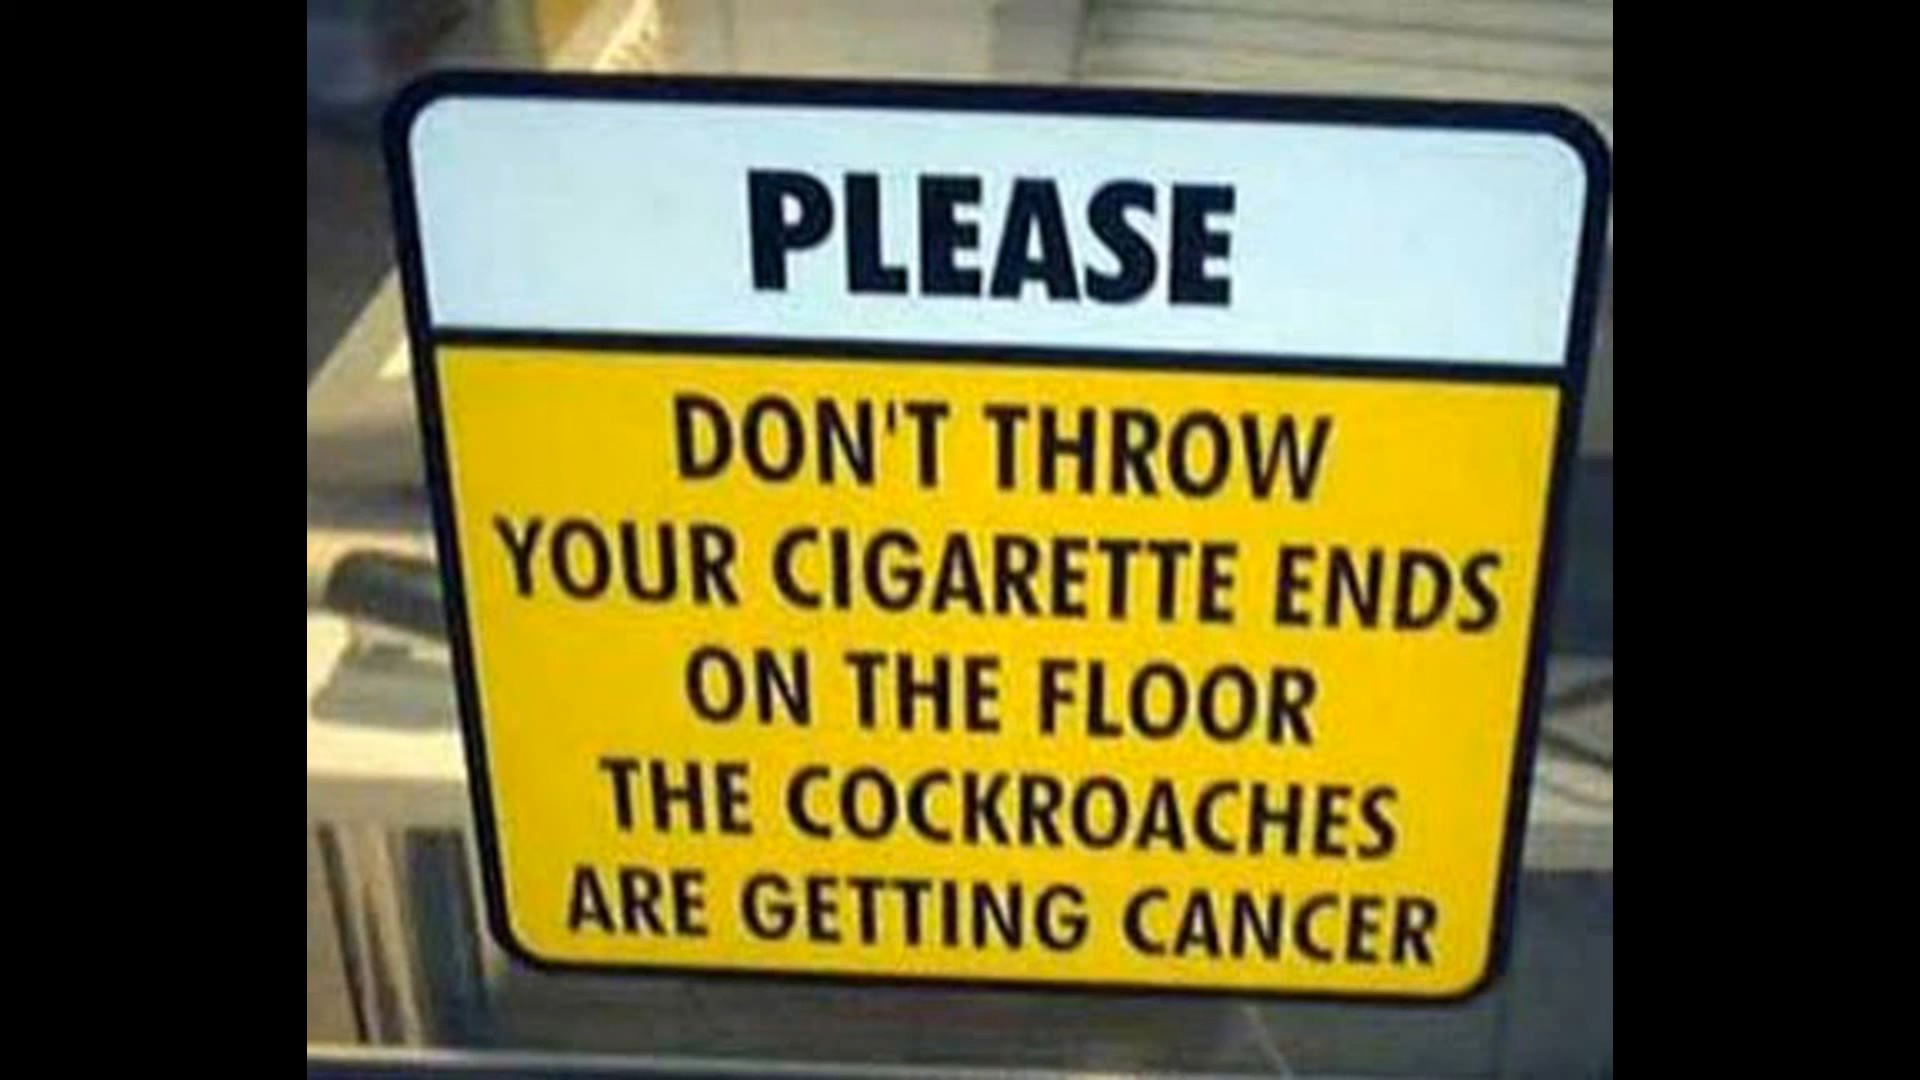 PLEASE
DON'T THROW
YOUR CIGARETTE ENDS
ON THE FLOOR
THE COCKROACHES
ARE GETTING CANCER